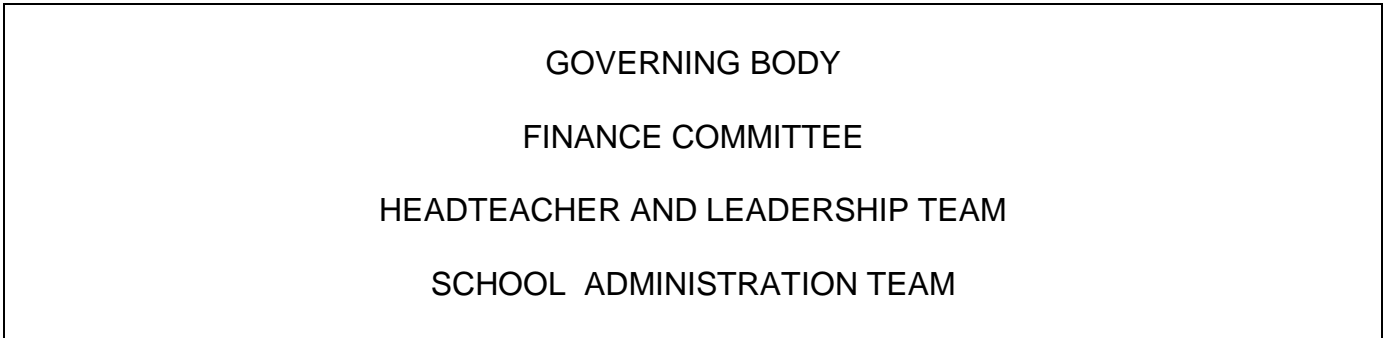 GOVERNING BODY
FINANCE COMMITTEE
HEADTEACHER AND LEADERSHIP TEAM
SCHOOL  ADMINISTRATION TEAM